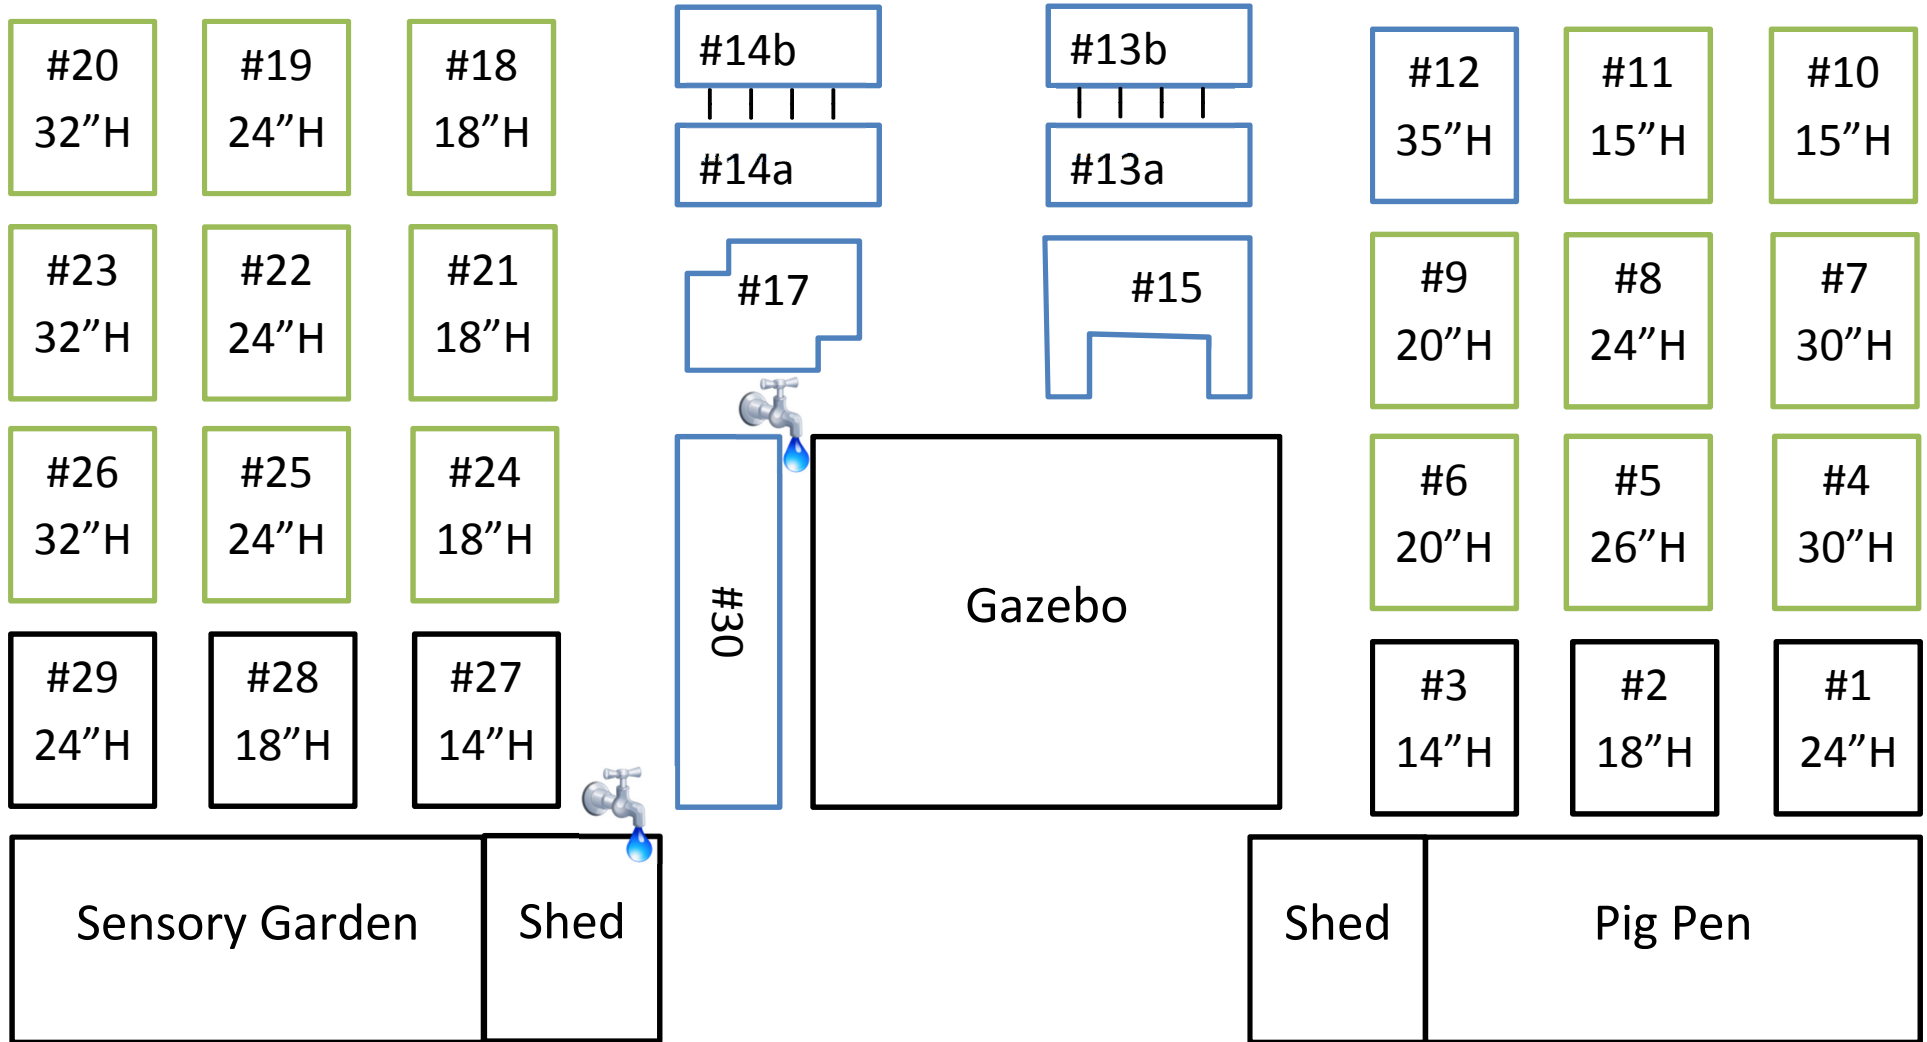 #20
32”H
#19
24”H
#18
18”H
#14b
#14a
#13b
#13a
#12
35”H
#11
15”H
#10
15”H
#23
32”H
#22
24”H
#21
18”H
#17
#15
#9
20”H
#8
24”H
#7
30”H
#26
32”H
#25
24”H
#24
18”H
#30
Gazebo
#6
20”H
#5
26”H
#4
30”H
#29
24”H
#28
18”H
#27
14”H
#3
14”H
#2
18”H
#1
24”H
Sensory Garden
Shed
Shed
Pig Pen